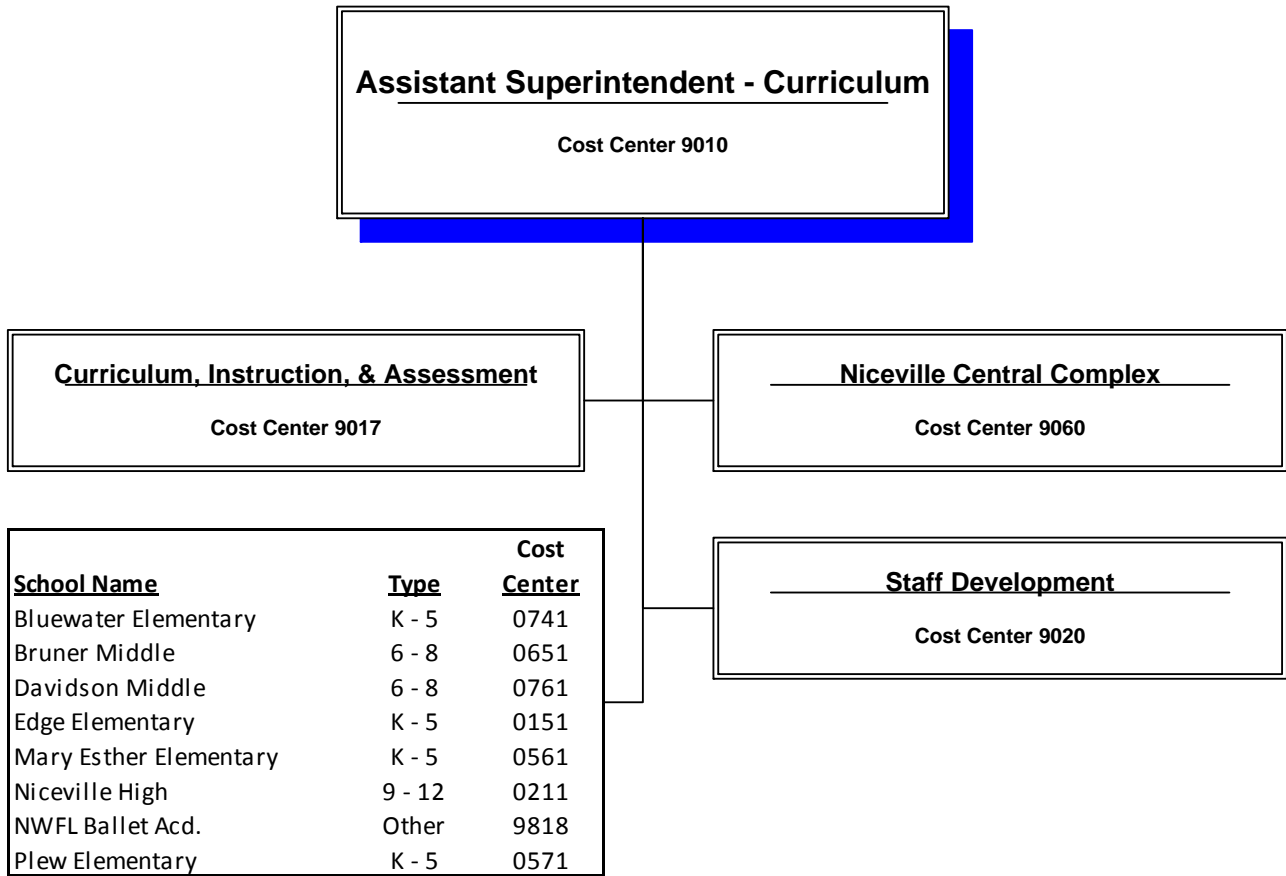 Assistant Superintendent - Curriculum
Cost Center 9010
Curriculum, Instruction, & Assessment
Cost Center 9017
Niceville Central Complex
Cost Center 9060
Staff Development
Cost Center 9020
Cost
School Name Type Center
Bluewater Elementary K - 5 0741
Bruner Middle 6 - 8 0651
Davidson Middle 6 - 8 0761
Edge Elementary K - 5 0151
Mary Esther Elementary K - 5 0561
Niceville High 9 - 12 0211
NWFL Ballet Acd. Other 9818
Plew Elementary K - 5 0571